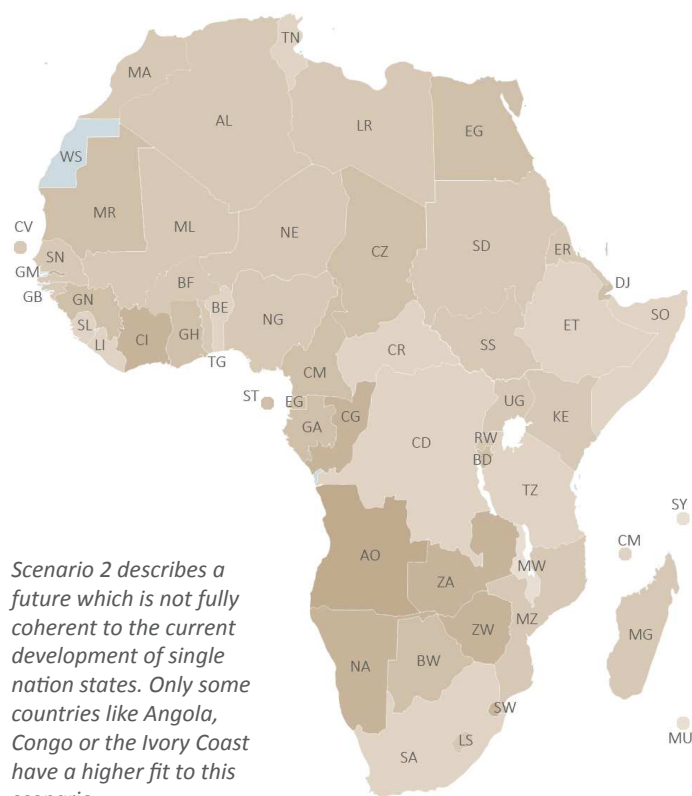 TN
MA
AL
LR
EG
WS
MR
ML
NE
CZ
SD
ER
CV
SN
GM
GB
GN
BF
BE
NG
DJ
SO
ET
SL
LI
CI
GH
TG
CR
SS
CM
ST
EG
GA
CG
UG
KE
CD
RW
BD
TZ
SY
CM
AO
ZA
MW
MZ
ZW
MG
NA
BW
SW
LS
SA
MU
Scenario 2 describes a
future which is not fully
coherent to the current
development of single
nation states. Only some
countries like Angola,
Congo or the Ivory Coast
have a higher fit to this